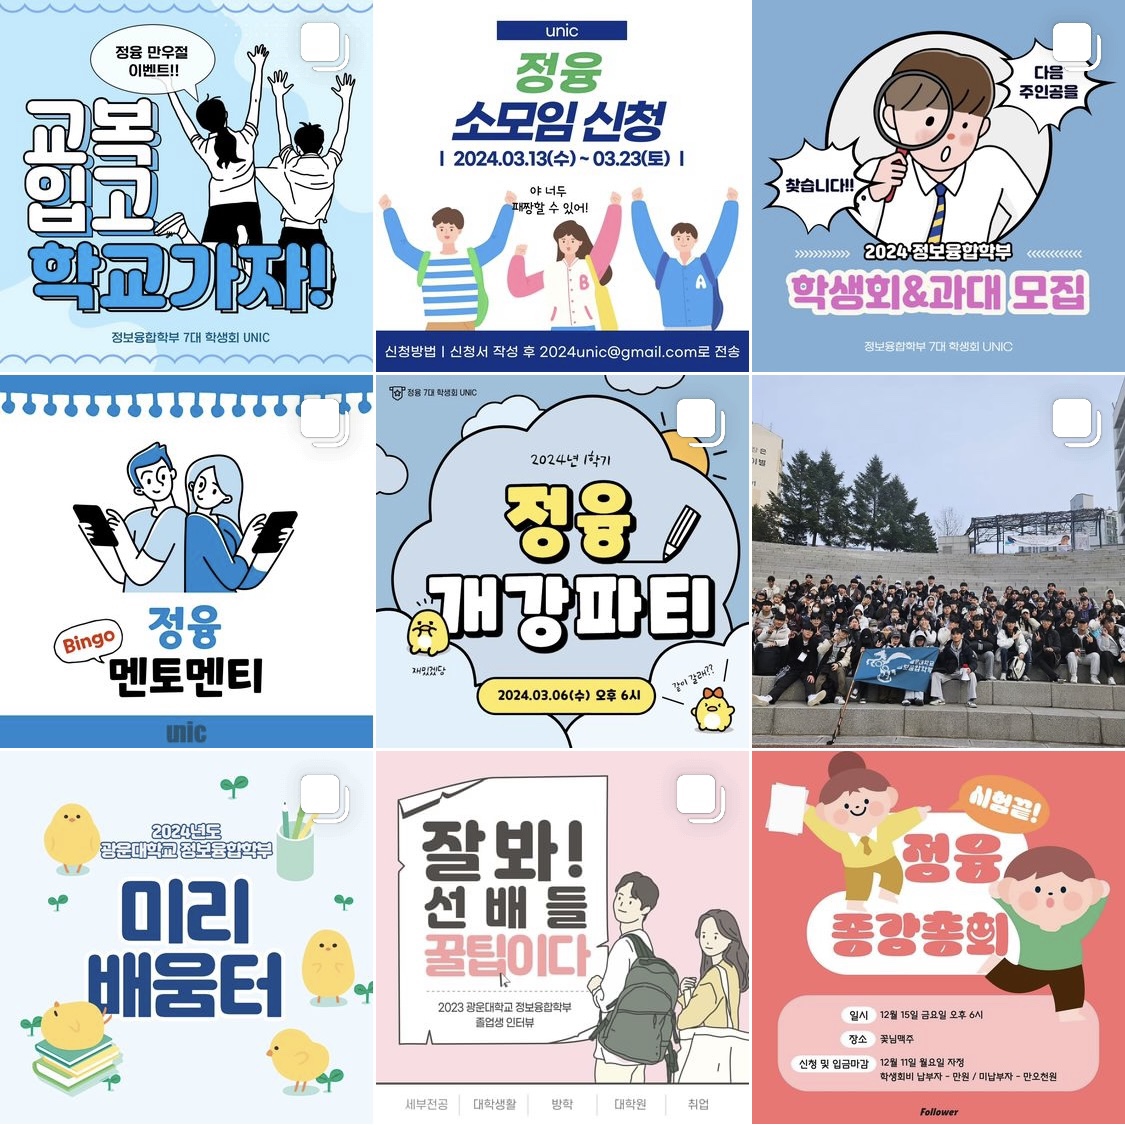 정융 만우절
이벤트!!
교복
입고
학교가자!
정보융합학부 7대 학생회 UNIC
unic
정융
소모임 신청
| 2024.03.13(수) ~ 03.23(토) |
야 너두
패짱할 수 있어!
B
A
신청방법 | 신청서 작성 후 2024unic@gmail.com로 전송
다음
주인공을
찾습니다!!
2024 정보융합학부
학생회&과대 모집
정보융합학부 7대 학생회 UNIC
Bingo
정융
멘토멘티
unic
정융 7대 학생회 UNIC
2024년 1학기
정융
개강파티
재밌겠당
2024.03.06(수) 오후 6시
같이 갈래??
2024년도
광운대학교 정보융합학부
미리
배움터
잘 봐!
선배들
꿀팁이다
2023 광운대학교 정보융합학부
졸업생 인터뷰
세부전공 | 대학생활 | 방학 | 대학원 | 취업
시험끝!
정융
종강총회
일시 12월 15일 금요일 오후 6시
장소 꽃님맥주
신청 및 입금마감 12월 11일 월요일 자정
학생회비 납부자 - 만원 / 미납부자 - 만오천원
Follower